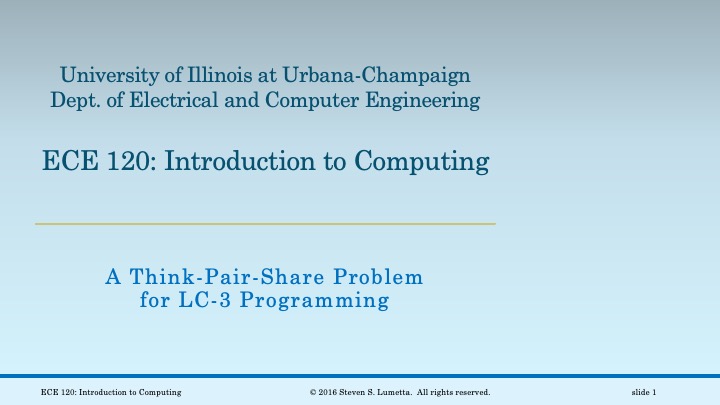 University of Illinois at Urbana-Champaign
Dept. of Electrical and Computer Engineering
ECE 120: Introduction to Computing
A Think-Pair-Share Problem
for LC-3 Programming
ECE 120: Introduction to Computing
© 2016 Steven S. Lumetta. All rights reserved.
slide 1